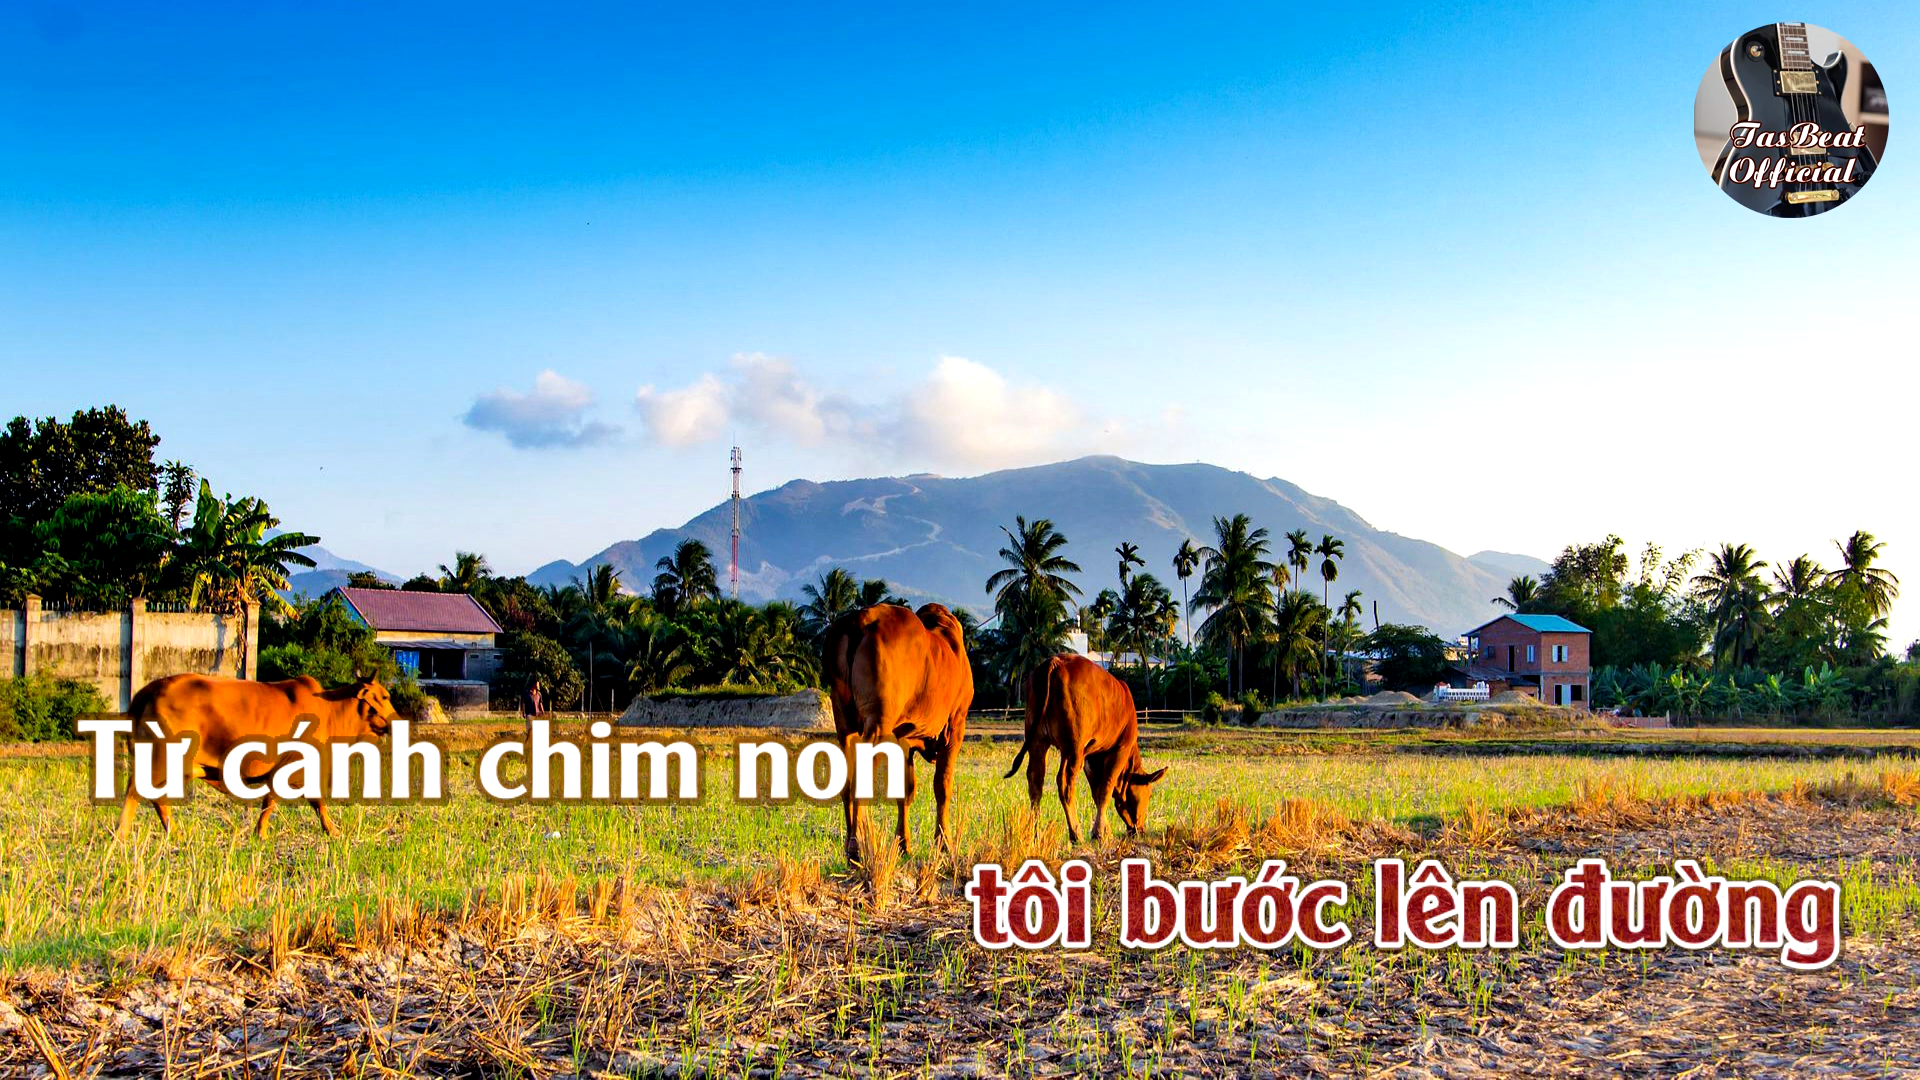 TasBeat
Official
Từ cánh chim non
tôi bước lên đường